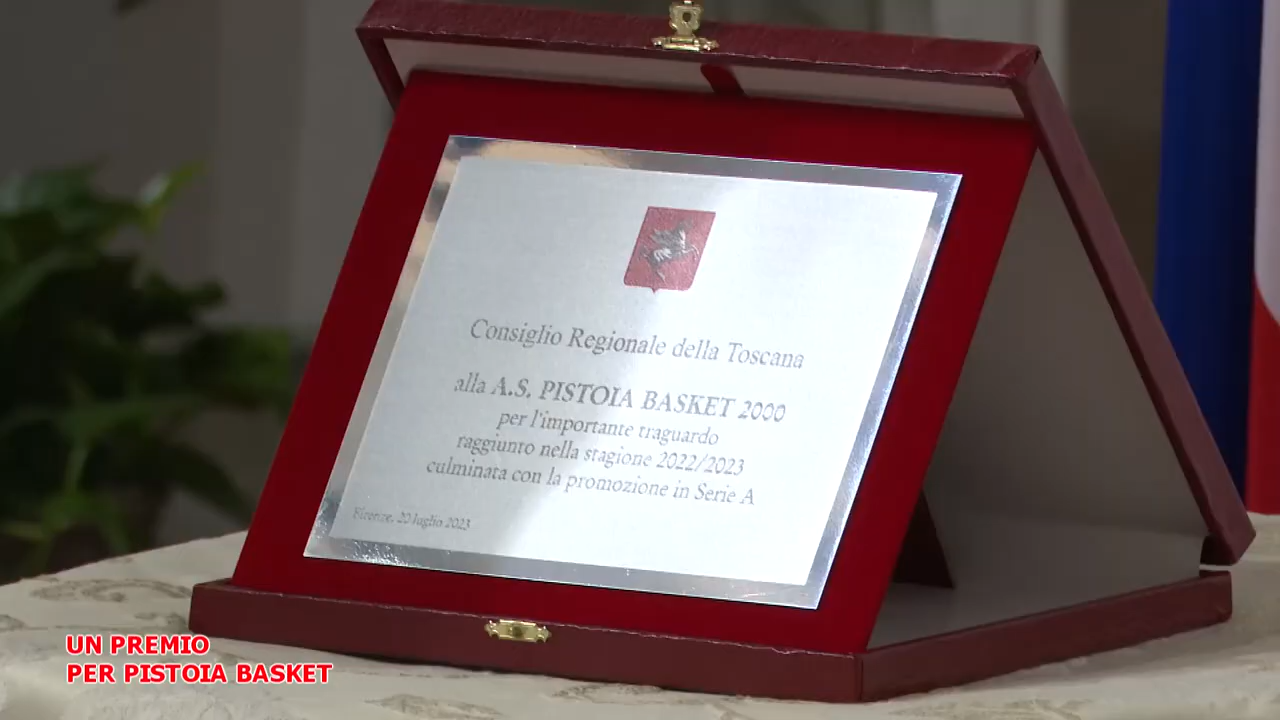 Consiglio Regionale della Toscana
alla A.S. PISTOIA BASKET 2000
per l'importante traguardo
raggiunto nella stagione 2022/2023
culminata con la promozione in Serie A
Firenze, 20 luglio 2023
UN PREMIO
PER PISTOIA BASKET